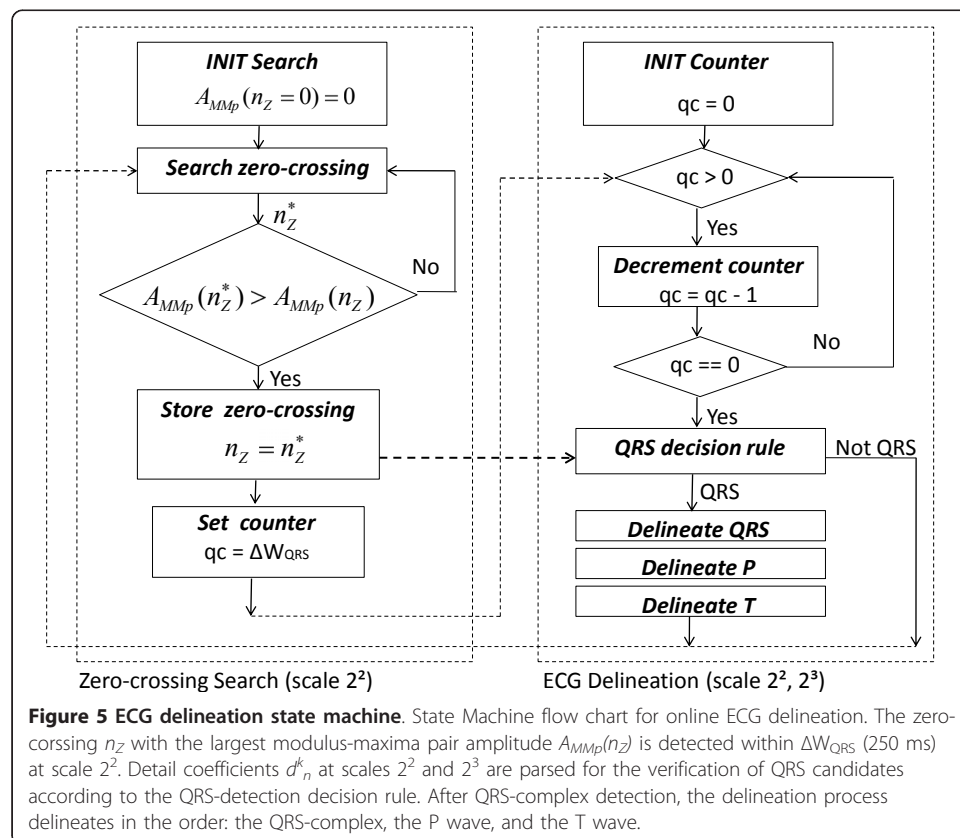 INIT Search
A_MMp(n_Z = 0) = 0
Search zero-crossing
n*_Z
No
A_MMp(n*_Z) > A_MMp(n_Z)
Yes
Store zero-crossing
n_Z = n*_Z
Set counter
qc = ΔW_QRS
Zero-crossing Search (scale 2²)
INIT Counter
qc = 0
qc > 0
Yes
Decrement counter
qc = qc - 1
No
qc == 0
Yes
QRS decision rule
Not QRS
QRS
Delineate QRS
Delineate P
Delineate T
ECG Delineation (scale 2², 2³)
Figure 5 ECG delineation state machine. State Machine flow chart for online ECG delineation. The zero-
corssing n_Z with the largest modulus-maxima pair amplitude A_MMp(n_Z) is detected within ΔW_QRS (250 ms)
at scale 2². Detail coefficients d^k_n at scales 2² and 2³ are parsed for the verification of QRS candidates
according to the QRS-detection decision rule. After QRS-complex detection, the delineation process
delineates in the order: the QRS-complex, the P wave, and the T wave.